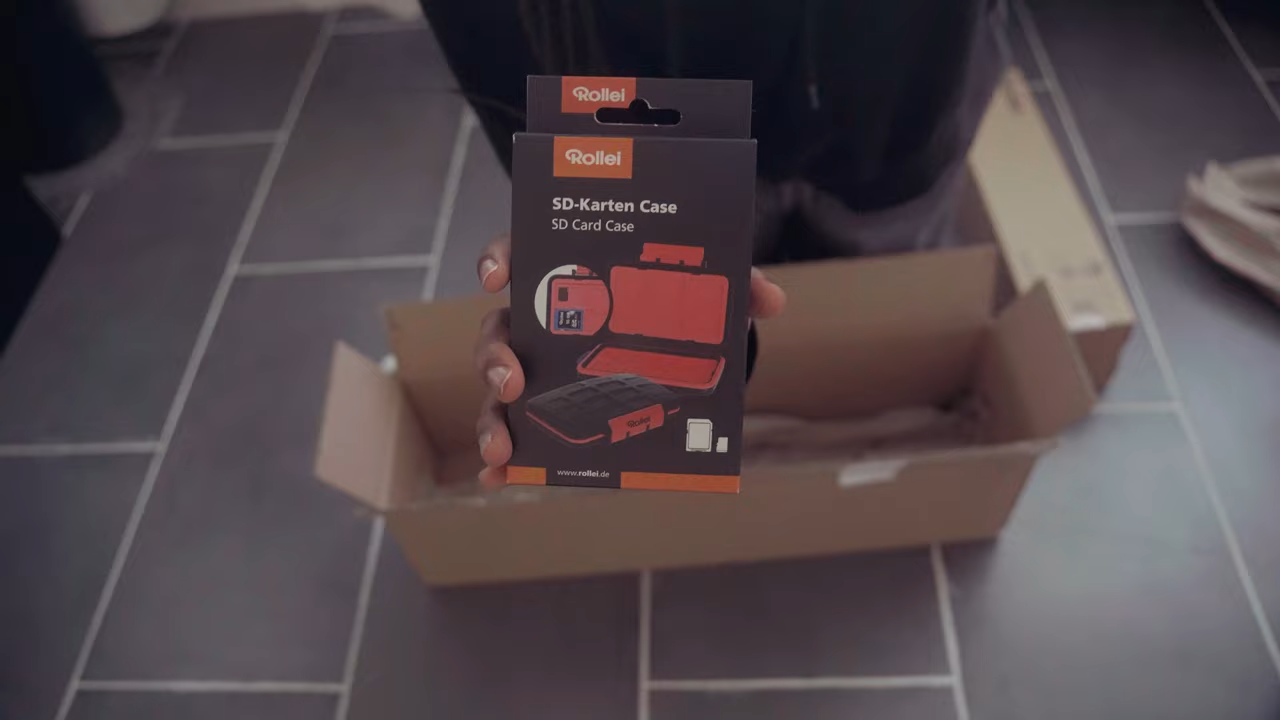 Rollei
Rollei
SD-Karten Case
SD Card Case
Rollei
www.rollei.de